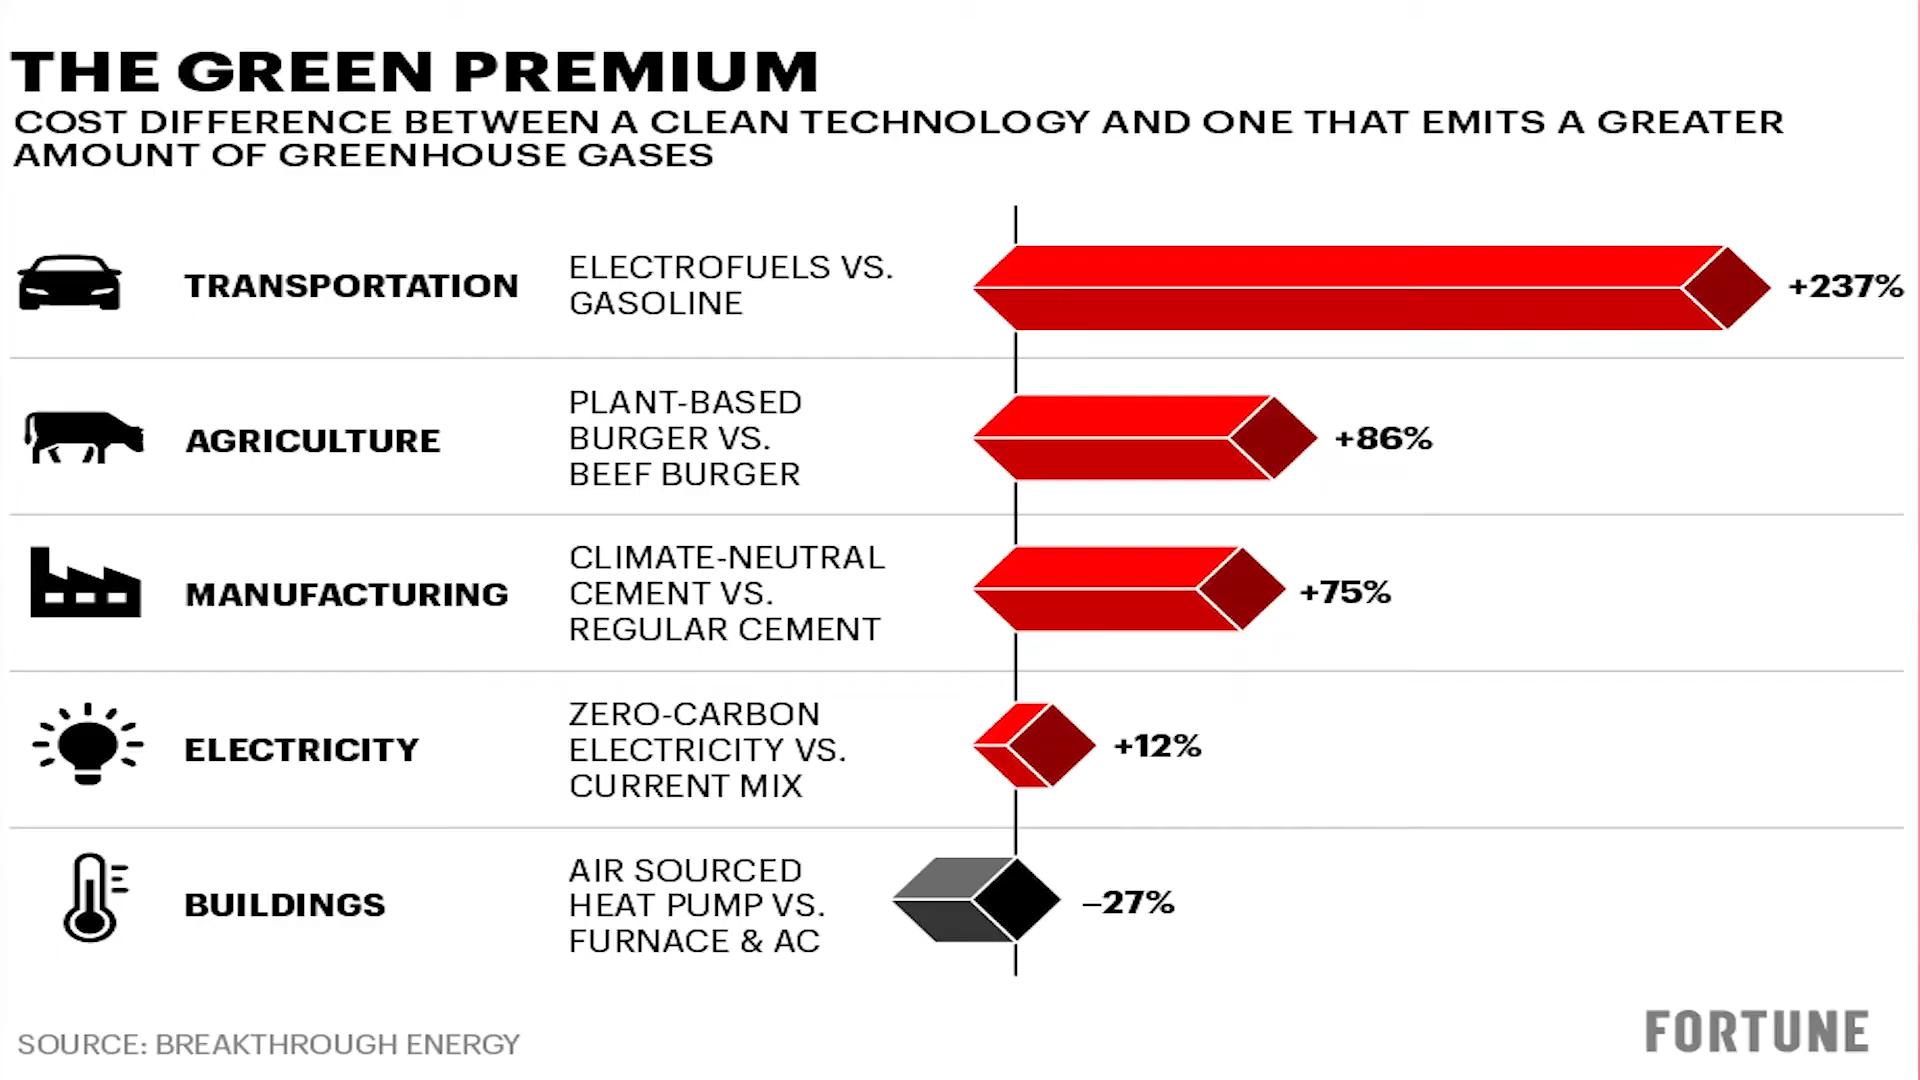 THE GREEN PREMIUM
COST DIFFERENCE BETWEEN A CLEAN TECHNOLOGY AND ONE THAT EMITS A GREATER
AMOUNT OF GREENHOUSE GASES
TRANSPORTATION
ELECTROFUELS VS.
GASOLINE
+237%
AGRICULTURE
PLANT-BASED
BURGER VS.
BEEF BURGER
+86%
MANUFACTURING
CLIMATE-NEUTRAL
CEMENT VS.
REGULAR CEMENT
+75%
ELECTRICITY
ZERO-CARBON
ELECTRICITY VS.
CURRENT MIX
+12%
BUILDINGS
AIR SOURCED
HEAT PUMP VS.
FURNACE & AC
–27%
SOURCE: BREAKTHROUGH ENERGY
FORTUNE